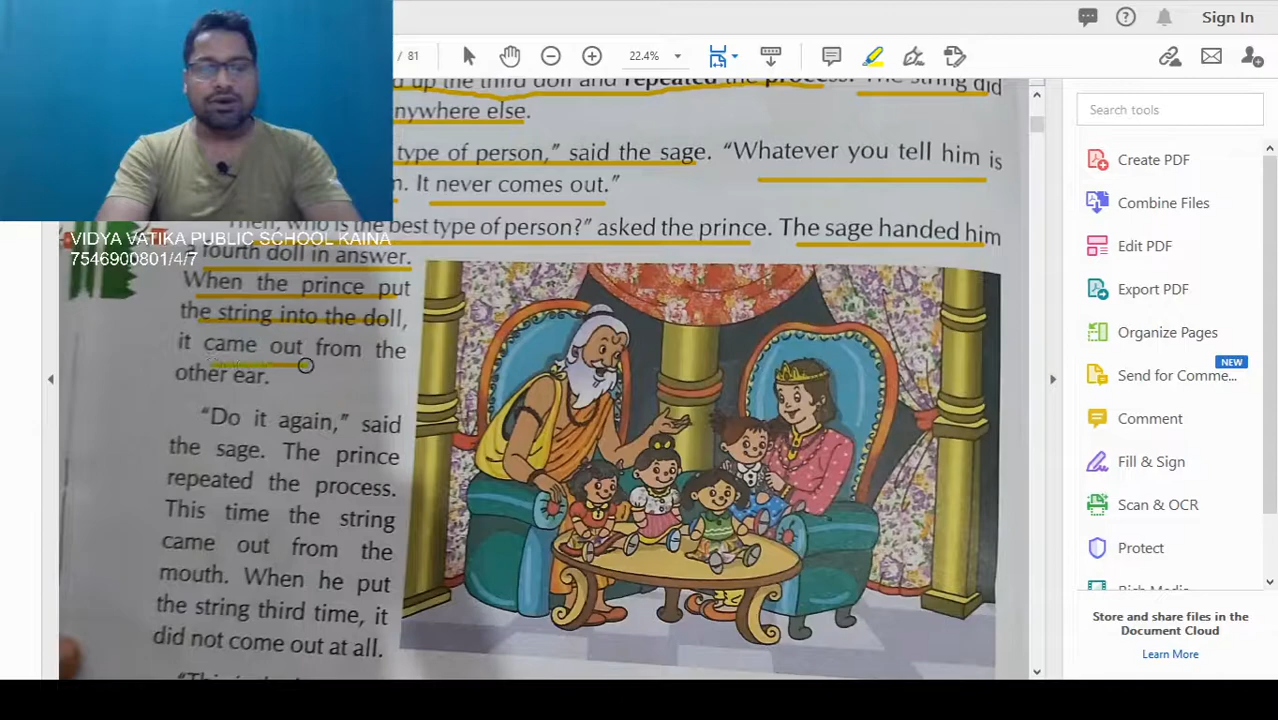 Sign In
/ 81
22.4%
up the third doll and repeated the process. The string did
nywhere else.
type of person," said the sage. "Whatever you tell him is
. It never comes out."
"Then, who is the best type of person?" asked the prince. The sage handed him
VIDYA VATIKA PUBLIC SCHOOL KAINA
7546900801/4/7
a fourth doll in answer.
When the prince put
the string into the doll,
it came out from the
other ear.
"Do it again," said
the sage. The prince
repeated the process.
This time the string
came out from the
mouth. When he put
the string third time, it
did not come out at all.
Search tools
Create PDF
Combine Files
Edit PDF
Export PDF
Organize Pages
NEW
Send for Comme...
Comment
Fill & Sign
Scan & OCR
Protect
Store and share files in the
Document Cloud
Learn More